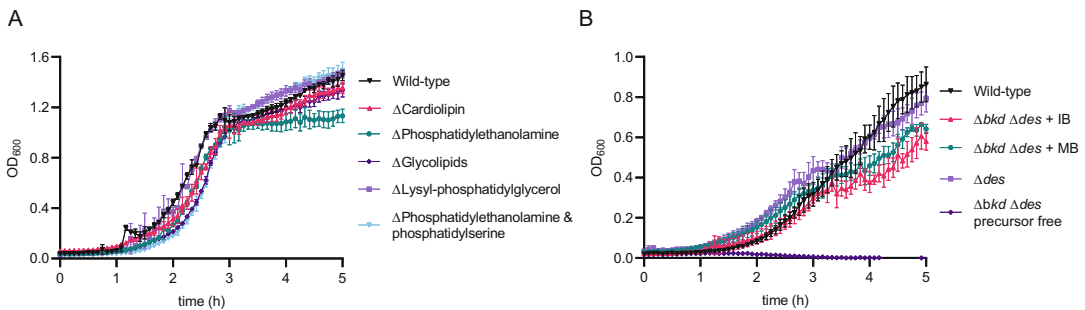 A
B
OD600
1.6
1.2
0.8
0.4
0.0
0
1
2
3
4
5
time (h)
Wild-type
ΔCardiolipin
ΔPhosphatidylethanolamine
ΔGlycolipids
ΔLysyl-phosphatidylglycerol
ΔPhosphatidylethanolamine &
phosphatidylserine
OD600
1.0
0.8
0.6
0.4
0.2
0.0
0
1
2
3
4
5
time (h)
Wild-type
Δbkd Δdes + IB
Δbkd Δdes + MB
Δdes
Δbkd Δdes
precursor free